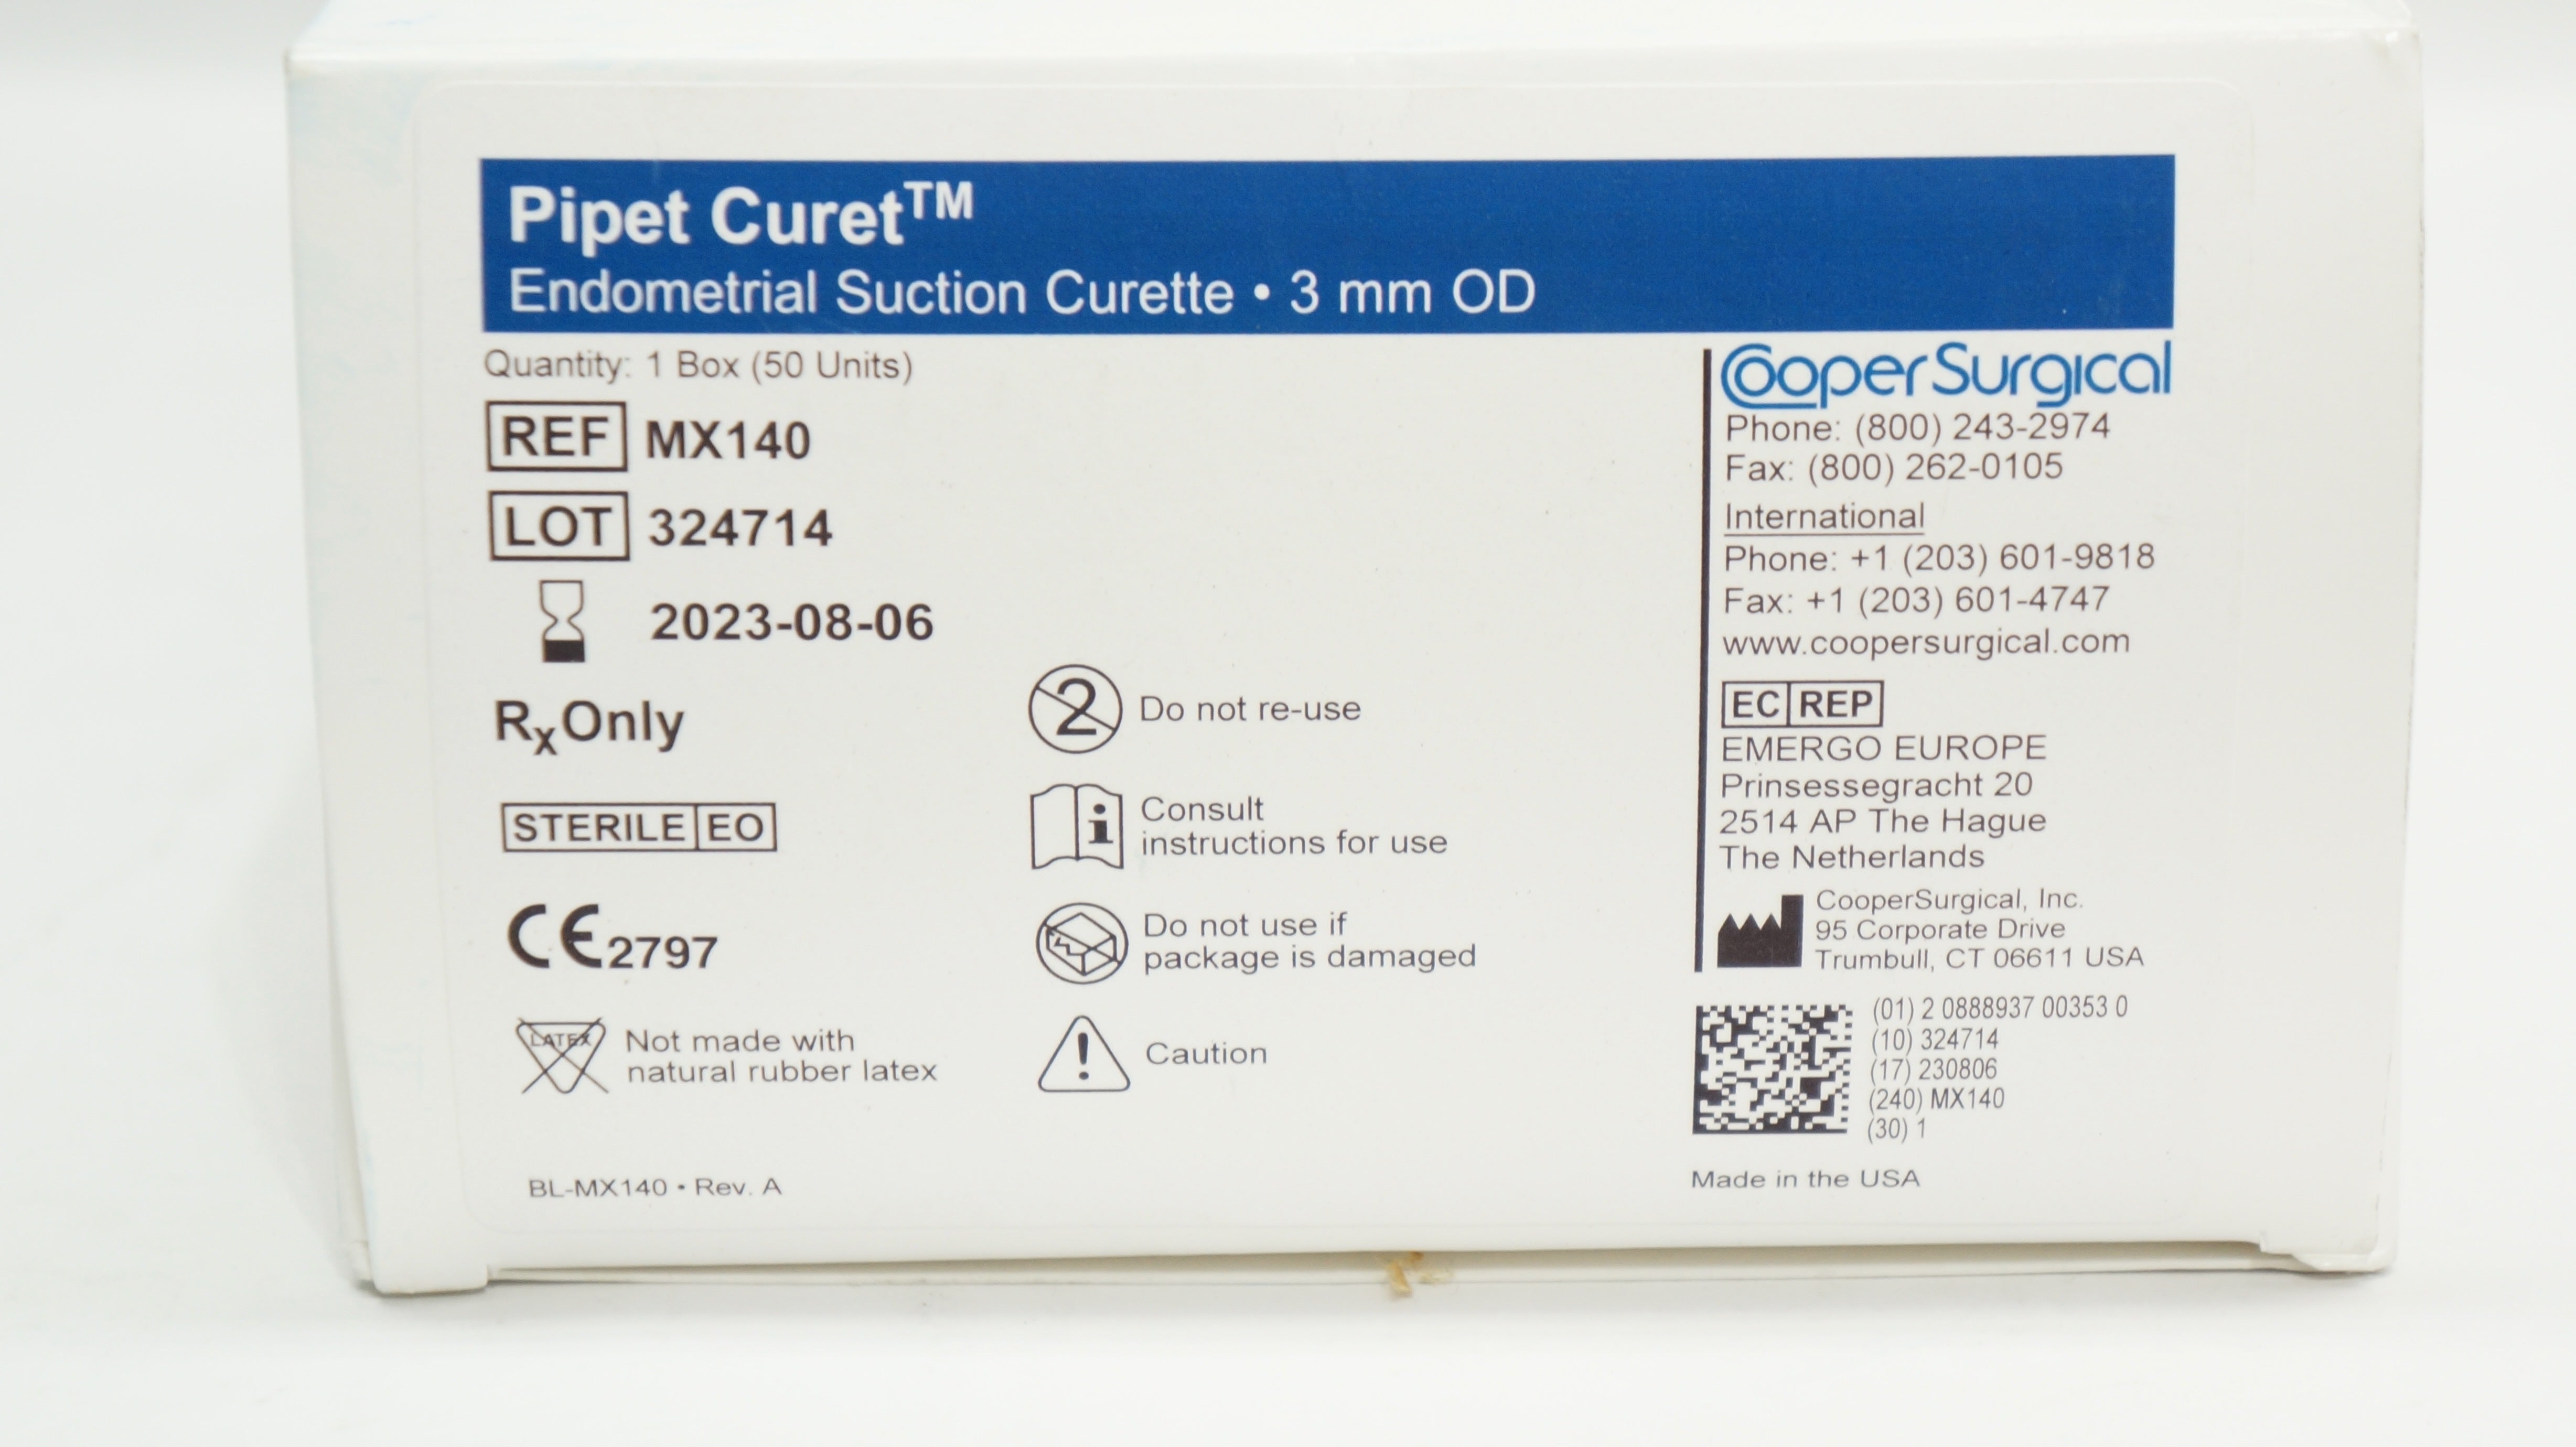 Pipet Curet™
Endometrial Suction Curette • 3 mm OD
Quantity: 1 Box (50 Units)
REF MX140
LOT 324714
2023-08-06
Rx Only
STERILE EO
CE 2797
LATEX
Not made with
natural rubber latex
BL-MX140 • Rev. A
2
Do not re-use
i
Consult
instructions for use
Do not use if
package is damaged
!
Caution
CooperSurgical
Phone: (800) 243-2974
Fax: (800) 262-0105
International
Phone: +1 (203) 601-9818
Fax: +1 (203) 601-4747
www.coopersurgical.com
EC REP
EMERGO EUROPE
Prinsessegracht 20
2514 AP The Hague
The Netherlands
CooperSurgical, Inc.
95 Corporate Drive
Trumbull, CT 06611 USA
(01) 2 0888937 00353 0
(10) 324714
(17) 230806
(240) MX140
(30) 1
Made in the USA